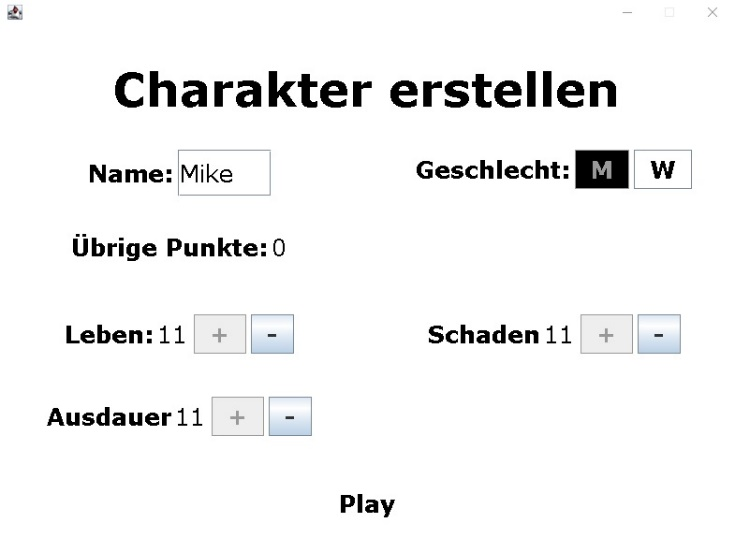 Charakter erstellen
Name: Mike Geschlecht: M W
Übrige Punkte: 0
Leben: 11 + - Schaden 11 + -
Ausdauer 11 + -
Play